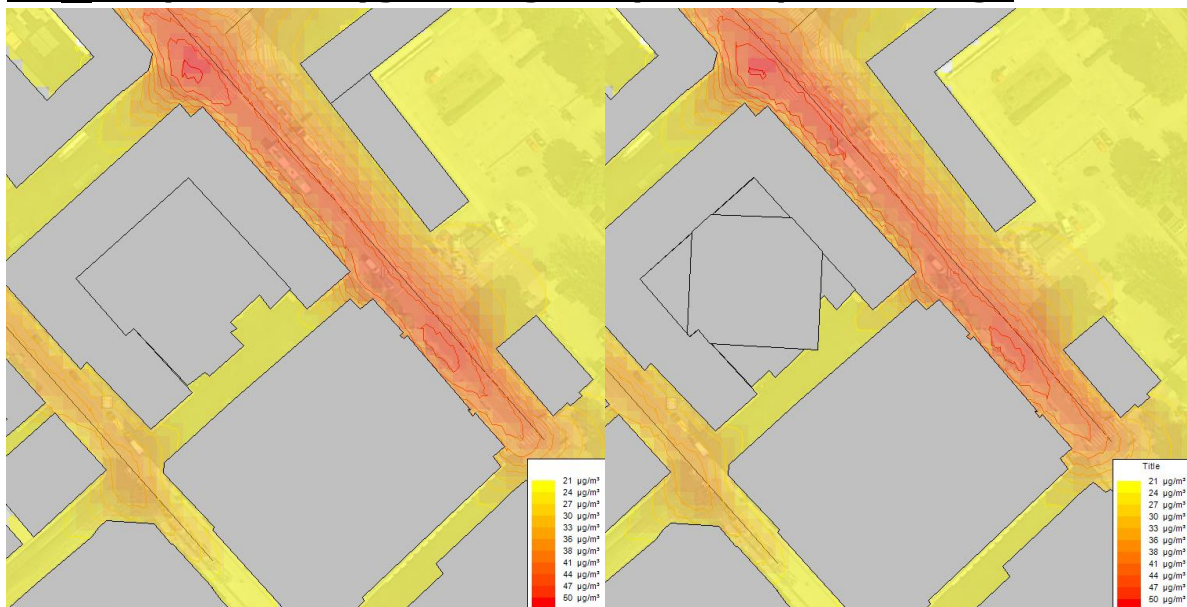 21 µg/m³
24 µg/m³
27 µg/m³
30 µg/m³
33 µg/m³
36 µg/m³
38 µg/m³
41 µg/m³
44 µg/m³
47 µg/m³
50 µg/m³
Title
21 µg/m³
24 µg/m³
27 µg/m³
30 µg/m³
33 µg/m³
36 µg/m³
38 µg/m³
41 µg/m³
44 µg/m³
47 µg/m³
50 µg/m³